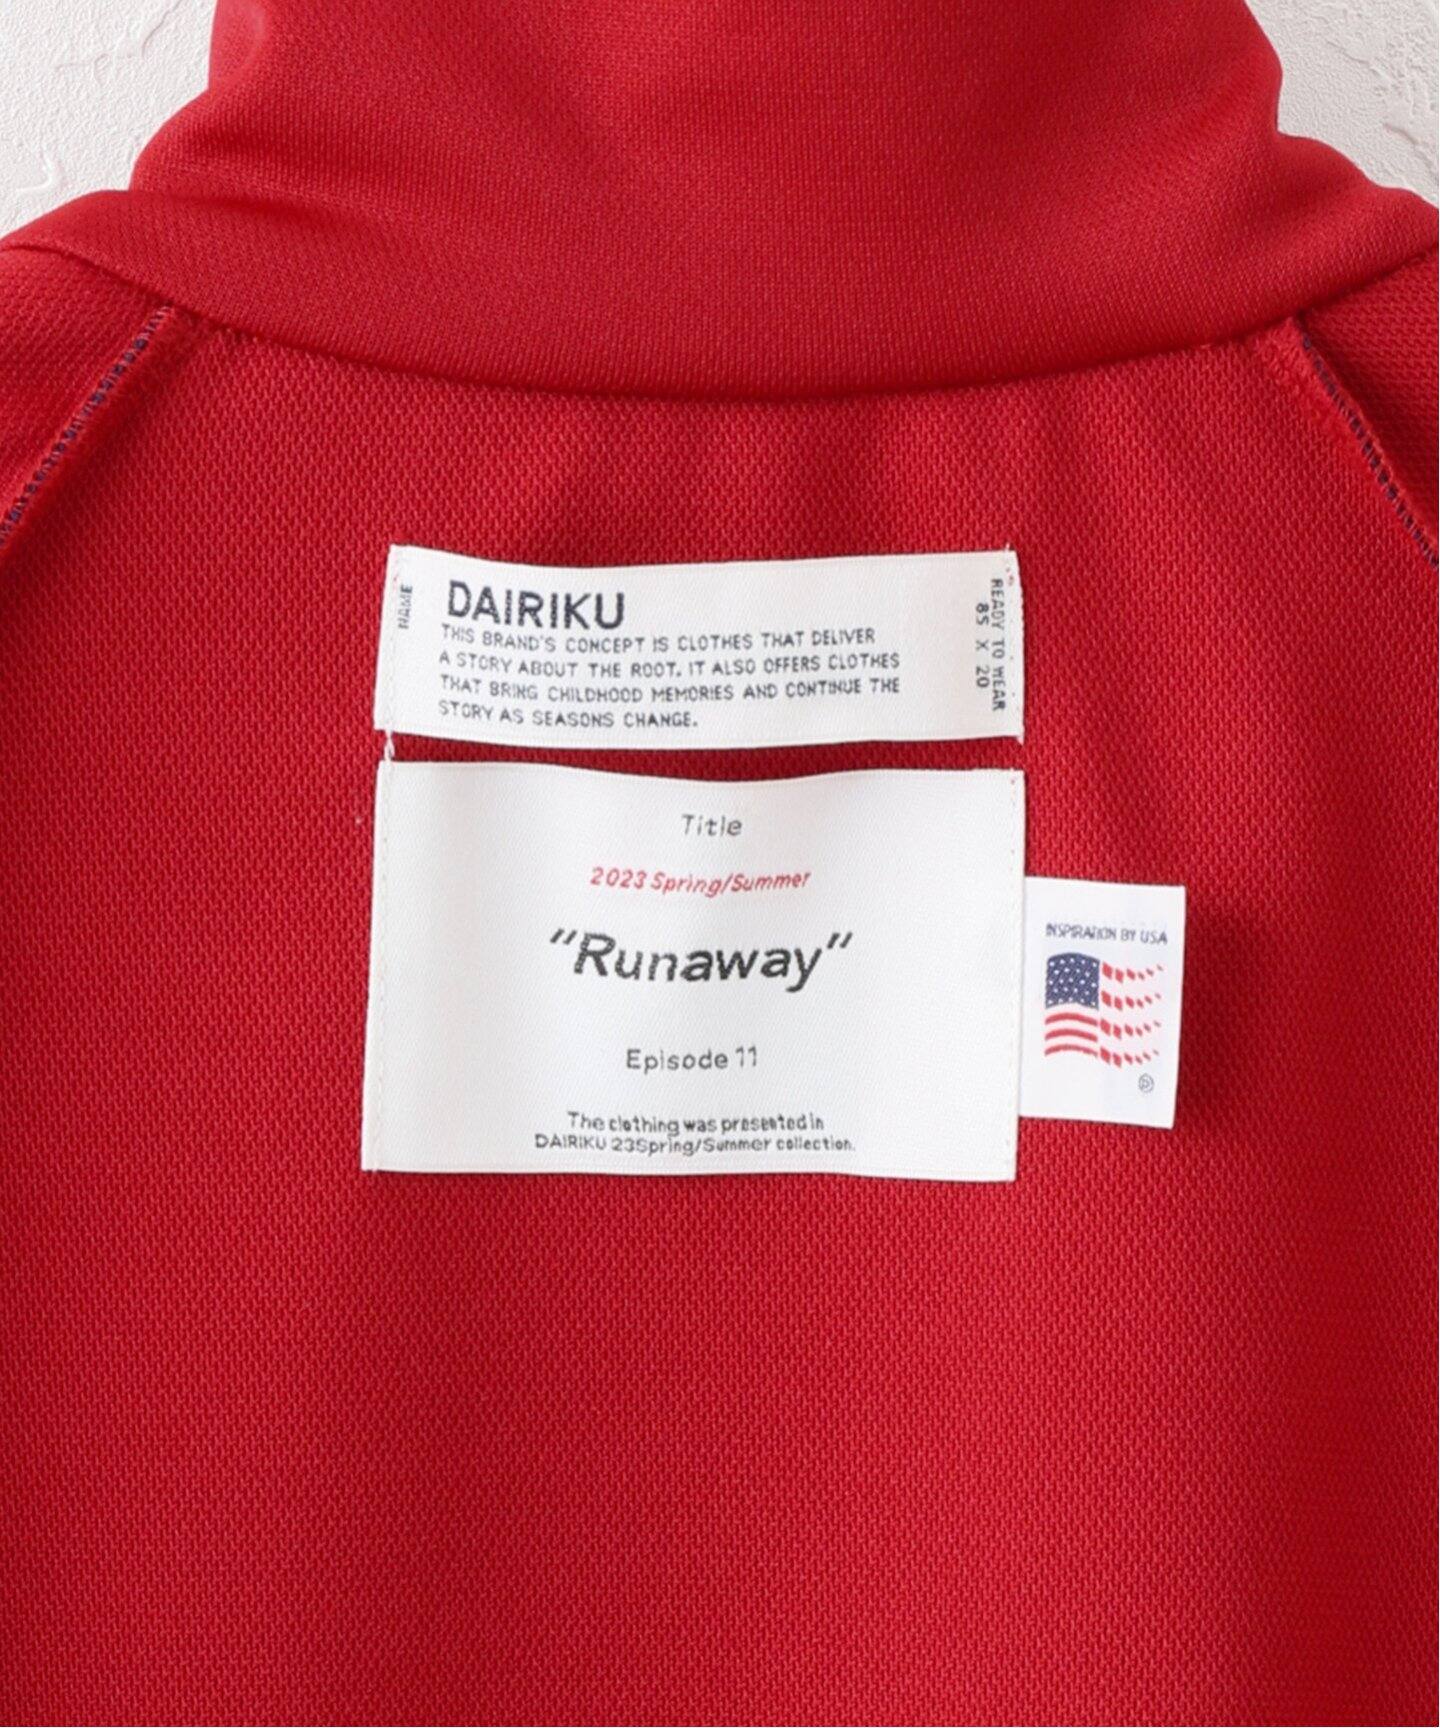 NAME
DAIRIKU
THIS BRAND'S CONCEPT IS CLOTHES THAT DELIVER
A STORY ABOUT THE ROOT. IT ALSO OFFERS CLOTHES
THAT BRING CHILDHOOD MEMORIES AND CONTINUE THE
STORY AS SEASONS CHANGE.
READY TO WEAR
85 X 20
Title
2023 Spring/Summer
"Runaway"
Episode 11
The clothing was presented in
DAIRIKU 23Spring/Summer collection.
INSPIRATION BY USA